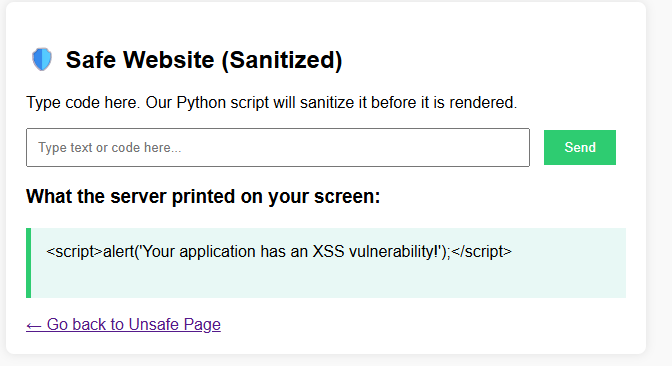 Safe Website (Sanitized)
Type code here. Our Python script will sanitize it before it is rendered.
Type text or code here...
Send
What the server printed on your screen:
<script>alert('Your application has an XSS vulnerability!');</script>
← Go back to Unsafe Page